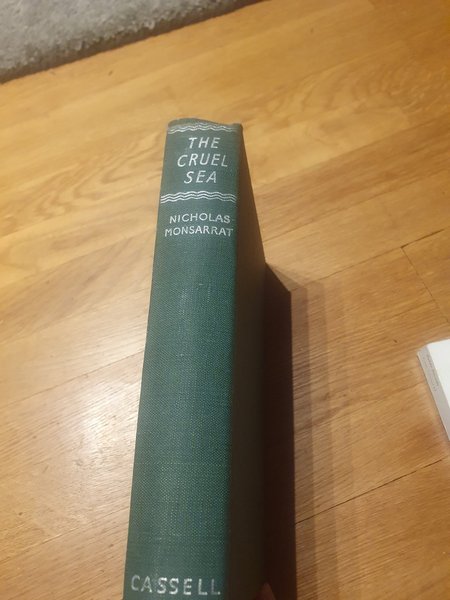 THE
CRUEL
SEA
NICHOLAS
MONSARRAT
CASSELL